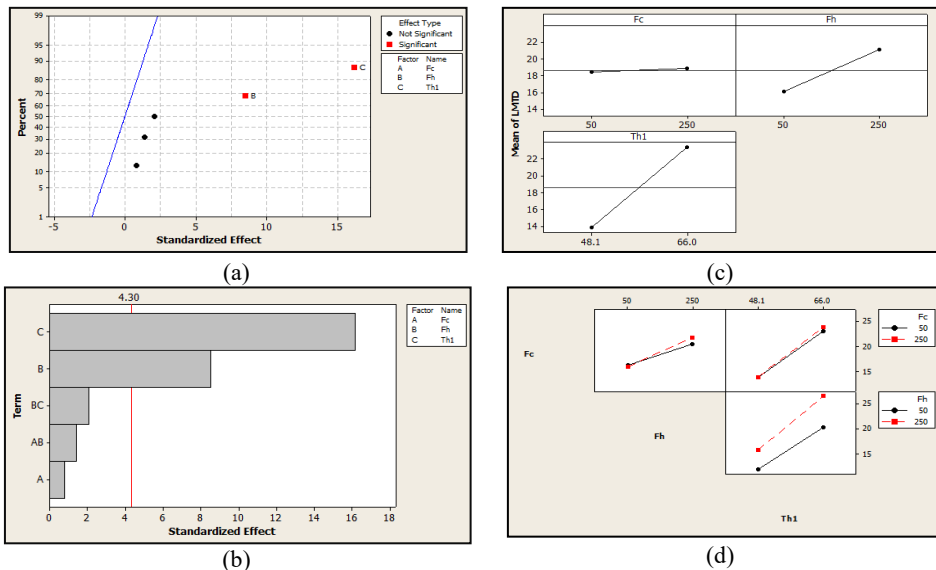 99
95
90
80
70
60
50
40
30
20
10
5
1
Percent
-5 0 5 10 15
Standardized Effect
C
B
Effect Type
Not Significant
Significant
Factor Name
A Fc
B Fh
C Th1
(a)
Fc Fh
22
20
18
16
14
50 250 50 250
Th1
22
20
18
16
14
48.1 66.0
Mean of LMTD
(c)
4.30
C
B
BC
AB
A
Term
0 2 4 6 8 10 12 14 16 18
Standardized Effect
Factor Name
A Fc
B Fh
C Th1
(b)
50 250 48.1 66.0
Fc
25
20
15
Fc
50
250
Fh
25
20
15
Fh
50
250
Th1
(d)